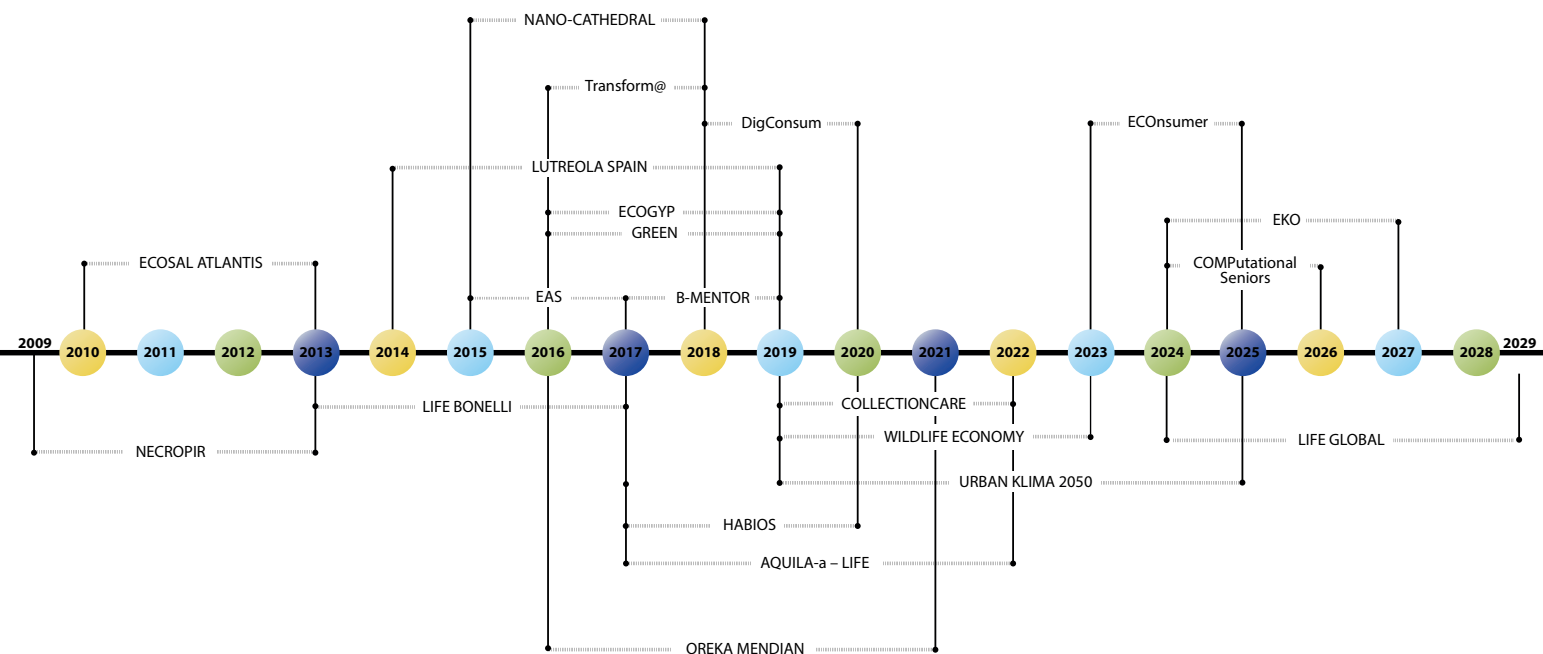 NANO-CATHEDRAL
Transform@
DigConsum
ECOnsumer
LUTREOLA SPAIN
ECOGYP
EKO
GREEN
ECOSAL ATLANTIS
COMPutational
Seniors
EAS
B-MENTOR
2009
2010
2011
2012
2013
2014
2015
2016
2017
2018
2019
2020
2021
2022
2023
2024
2025
2026
2027
2028
2029
COLLECTIONCARE
LIFE BONELLI
WILDLIFE ECONOMY
LIFE GLOBAL
NECROPIR
URBAN KLIMA 2050
HABIOS
AQUILA-a – LIFE
OREKA MENDIAN